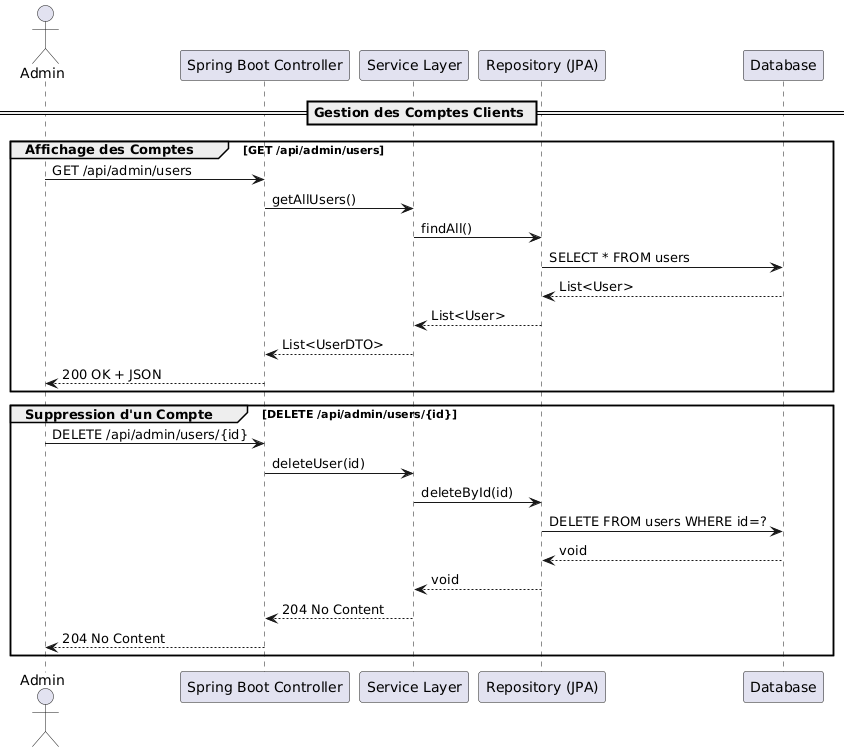 Admin
Spring Boot Controller
Service Layer
Repository (JPA)
Database
Gestion des Comptes Clients
Affichage des Comptes
[GET /api/admin/users]
GET /api/admin/users
getAllUsers()
findAll()
SELECT * FROM users
List<User>
List<User>
List<UserDTO>
200 OK + JSON
Suppression d'un Compte
[DELETE /api/admin/users/{id}]
DELETE /api/admin/users/{id}
deleteUser(id)
deleteById(id)
DELETE FROM users WHERE id=?
void
void
204 No Content
204 No Content
Admin
Spring Boot Controller
Service Layer
Repository (JPA)
Database